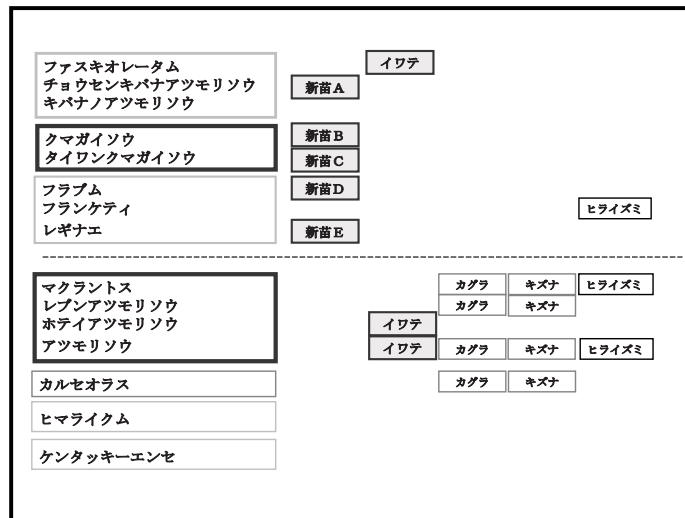 ファスキオレータム イワテ
チョウセンキバナアツモリソウ 新苗A
キバナノアツモリソウ
クマガイソウ 新苗B
タイワンクマガイソウ 新苗C
フラブム 新苗D
フランケティ ヒライズミ
レギナエ 新苗E
マクラントス カグラ キズナ ヒライズミ
レブンアツモリソウ カグラ キズナ
ホテイアツモリソウ イワテ
アツモリソウ イワテ カグラ キズナ ヒライズミ
カルセオラス カグラ キズナ
ヒマライクム
ケンタッキーエンセ